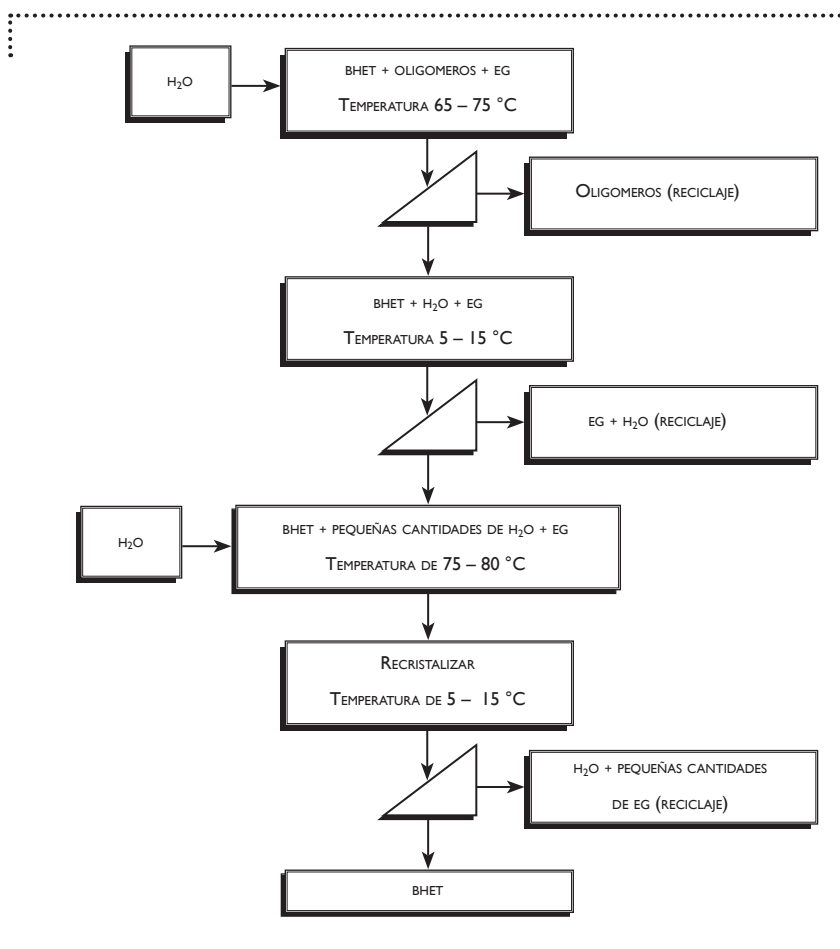 H₂O
BHET + OLIGOMEROS + EG
TEMPERATURA 65 – 75 °C
OLIGOMEROS (RECICLAJE)
BHET + H₂O + EG
TEMPERATURA 5 – 15 °C
EG + H₂O (RECICLAJE)
H₂O
BHET + PEQUEÑAS CANTIDADES DE H₂O + EG
TEMPERATURA DE 75 – 80 °C
RECRISTALIZAR
TEMPERATURA DE 5 – 15 °C
H₂O + PEQUEÑAS CANTIDADES
DE EG (RECICLAJE)
BHET